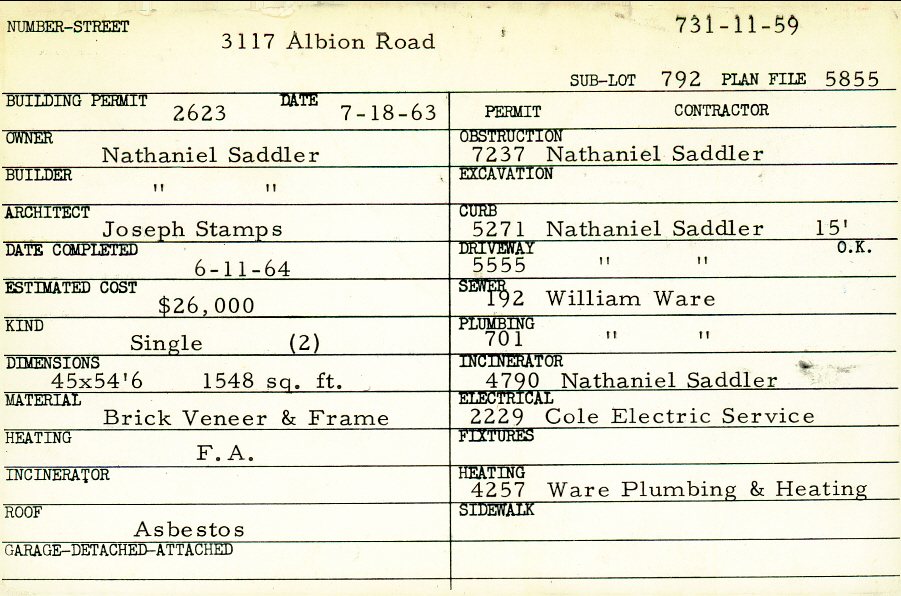 NUMBER-STREET 731-11-59
3117 Albion Road
SUB-LOT 792 PLAN FILE 5855
BUILDING PERMIT 2623 DATE 7-18-63
OWNER
Nathaniel Saddler
BUILDER
" "
ARCHITECT
Joseph Stamps
DATE COMPLETED
6-11-64
ESTIMATED COST
$26,000
KIND
Single (2)
DIMENSIONS
45x54'6 1548 sq. ft.
MATERIAL
Brick Veneer & Frame
HEATING
F.A.
INCINERATOR
ROOF
Asbestos
GARAGE-DETACHED-ATTACHED
PERMIT CONTRACTOR
OBSTRUCTION
7237 Nathaniel Saddler
EXCAVATION
CURB
5271 Nathaniel Saddler 15'
DRIVEWAY O.K.
5555 " "
SEWER
192 William Ware
PLUMBING
701 " "
INCINERATOR
4790 Nathaniel Saddler
ELECTRICAL
2229 Cole Electric Service
FIXTURES
HEATING
4257 Ware Plumbing & Heating
SIDEWALK